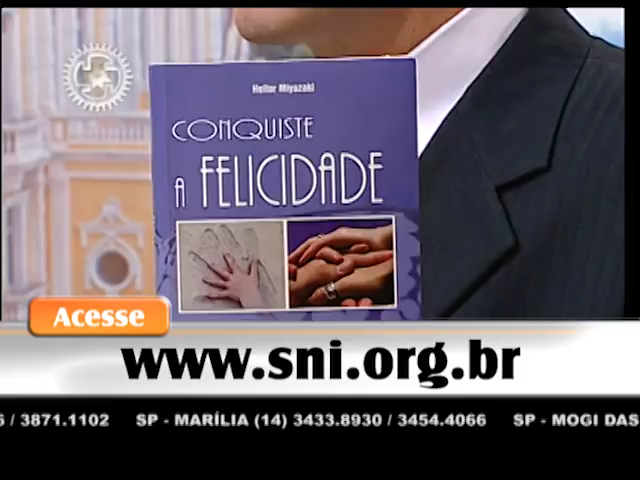 Heitor Miyazaki
CONQUISTE
A FELICIDADE
Acesse
www.sni.org.br
6 / 3871.1102 SP - MARÍLIA (14) 3433.8930 / 3454.4066 SP - MOGI DAS